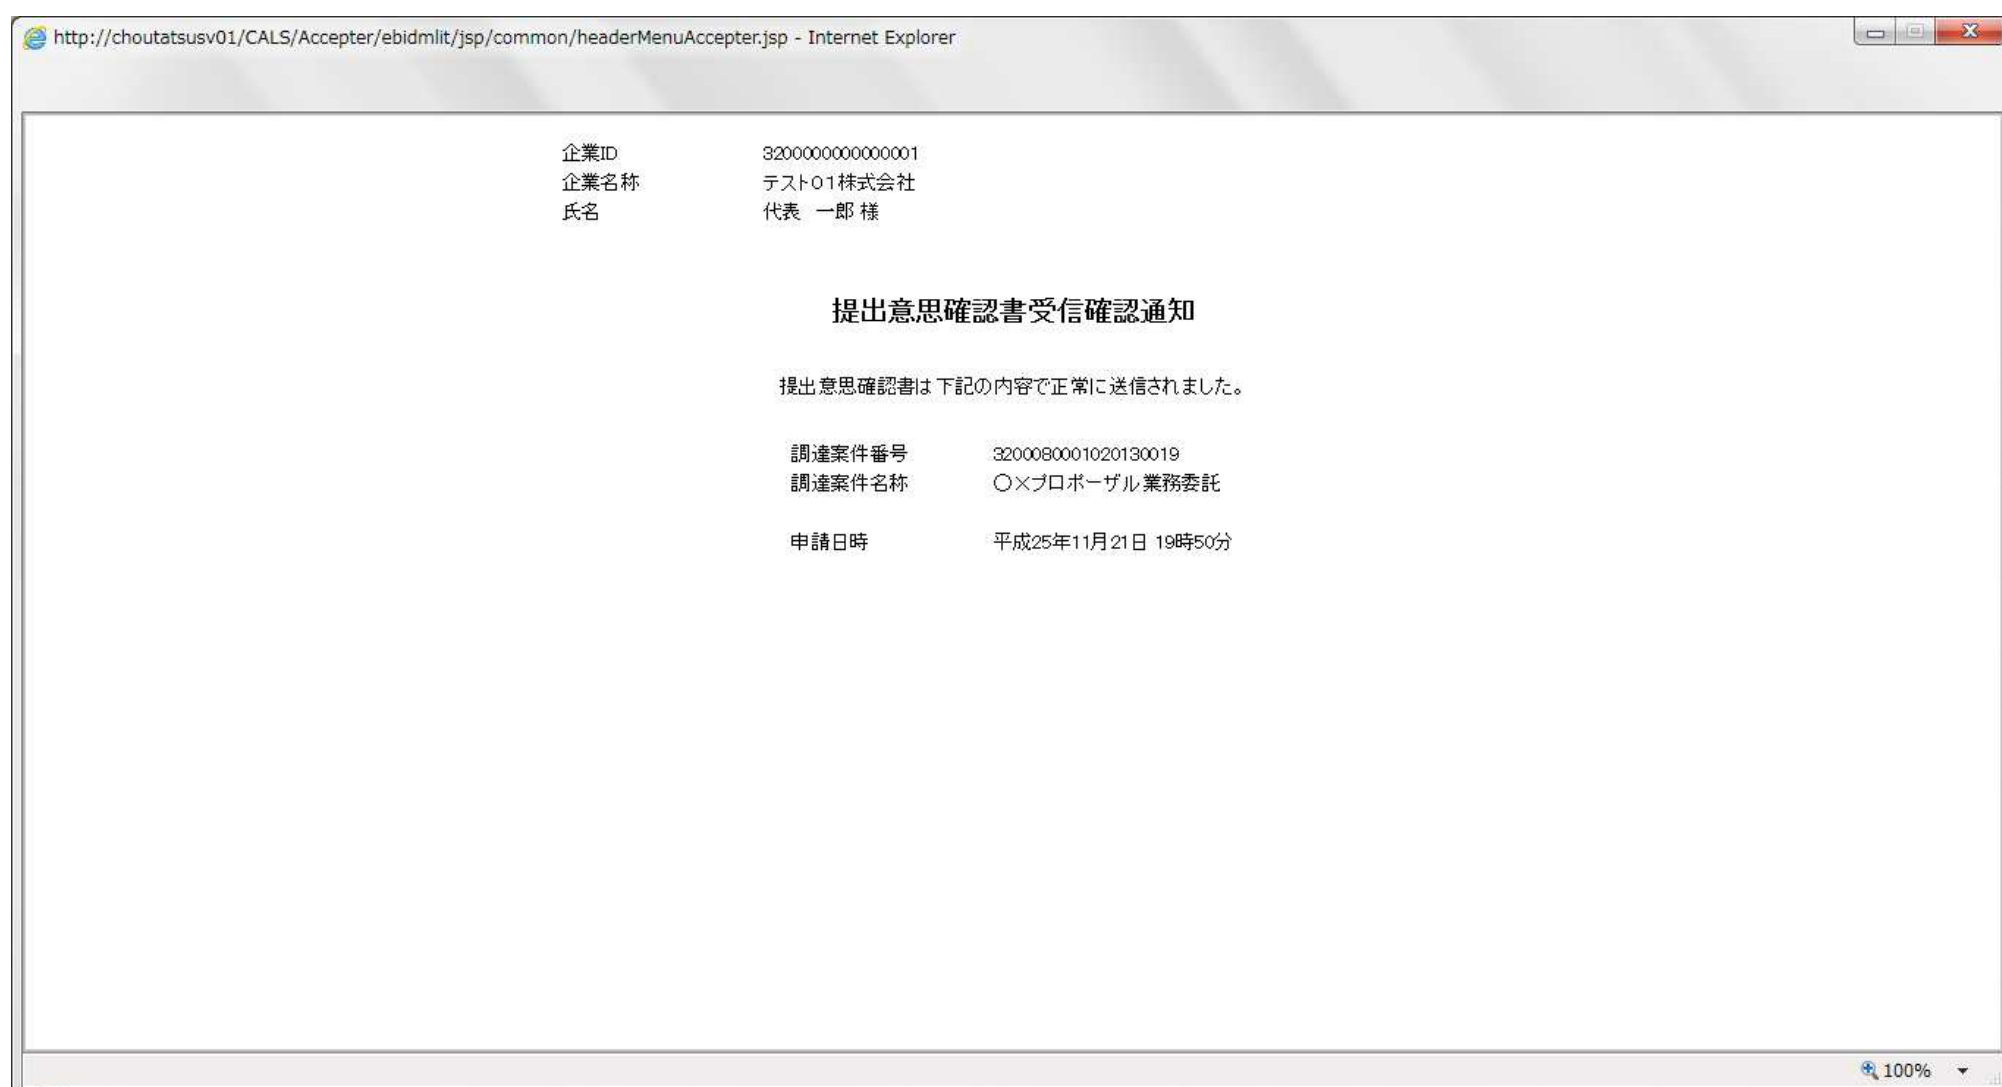 http://choutatsusv01/CALS/Accepter/ebidmlit/jsp/common/headerMenuAccepter.jsp - Internet Explorer
企業ID 3200000000000001
企業名称 テスト01株式会社
氏名 代表 一郎 様
提出意思確認書受信確認通知
提出意思確認書は下記の内容で正常に送信されました。
調達案件番号 3200080001020130019
調達案件名称 〇×プロポーザル業務委託
申請日時 平成25年11月21日 19時50分
100%